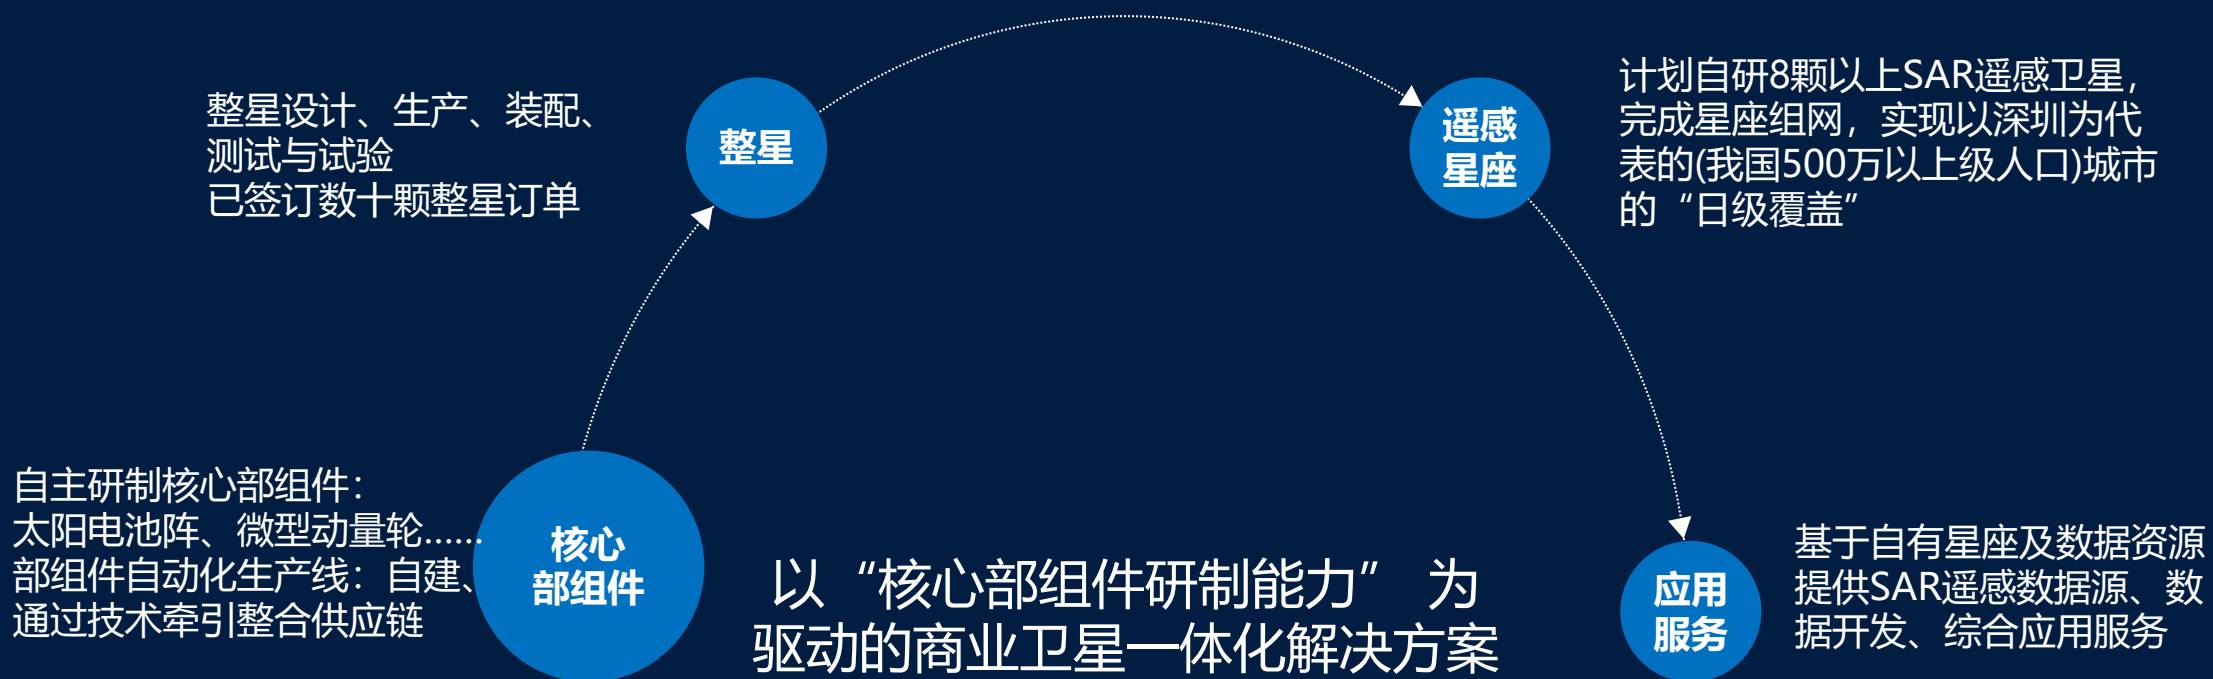 整星设计、生产、装配、
测试与试验
已签订数十颗整星订单
整星
遥感
星座
计划自研8颗以上SAR遥感卫星，
完成星座组网，实现以深圳为代
表的(我国500万以上级人口)城市
的“日级覆盖”
自主研制核心部组件：
太阳电池阵、微型动量轮……
部组件自动化生产线：自建、
通过技术牵引整合供应链
核心
部组件
以“核心部组件研制能力” 为
驱动的商业卫星一体化解决方案
应用
服务
基于自有星座及数据资源
提供SAR遥感数据源、数
据开发、综合应用服务